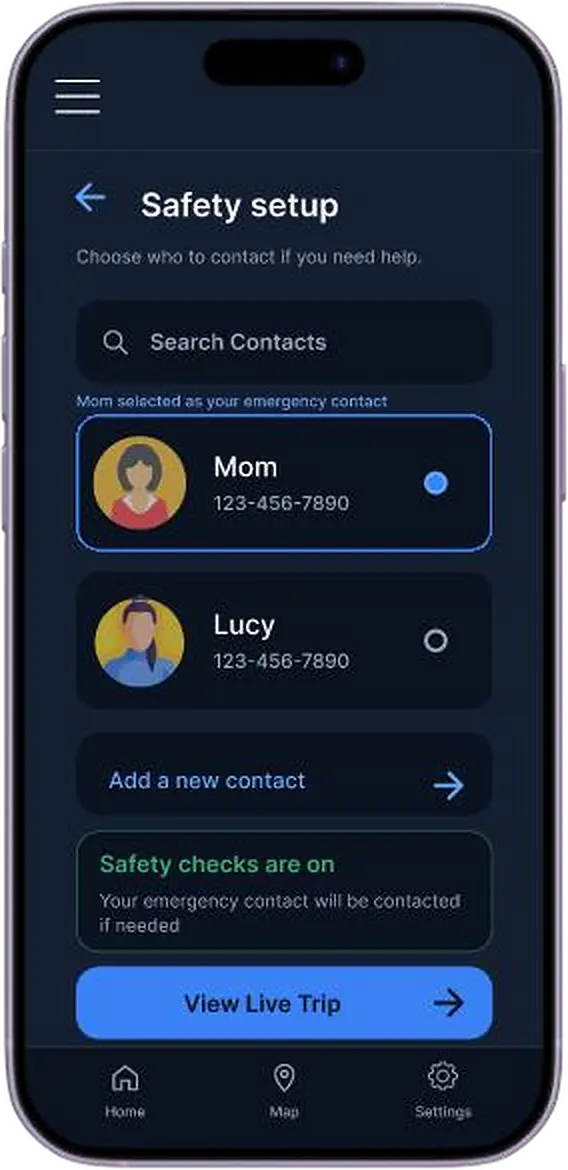 Safety setup
Choose who to contact if you need help.
Search Contacts
Mom selected as your emergency contact
Mom
123-456-7890
Lucy
123-456-7890
Add a new contact
Safety checks are on
Your emergency contact will be contacted
if needed
View Live Trip
Home
Map
Settings